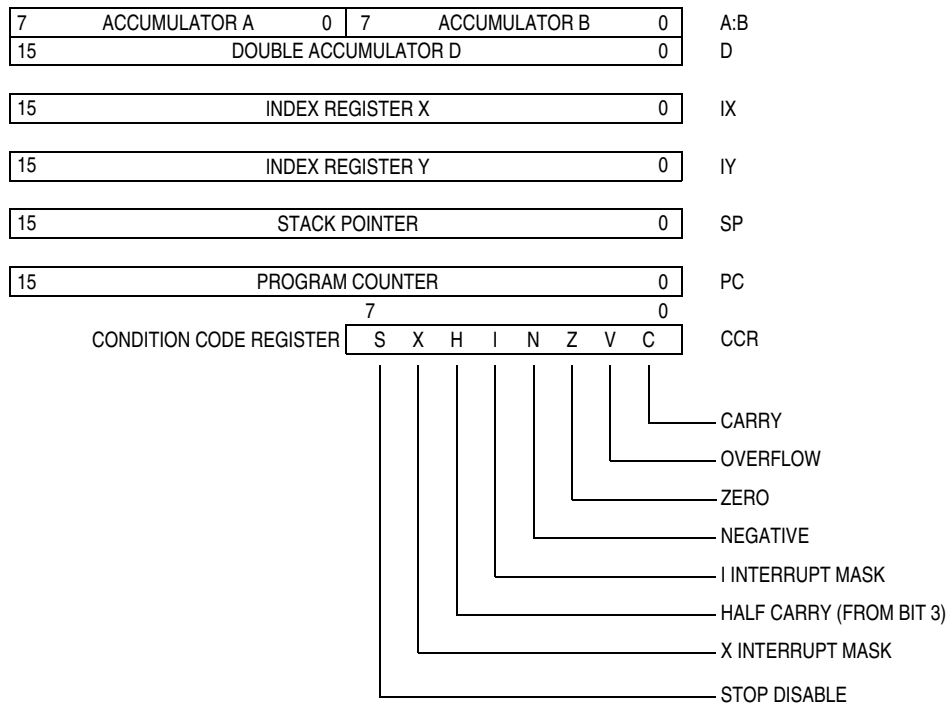 7 ACCUMULATOR A 0 7 ACCUMULATOR B 0 A:B
15 DOUBLE ACCUMULATOR D 0 D
15 INDEX REGISTER X 0 IX
15 INDEX REGISTER Y 0 IY
15 STACK POINTER 0 SP
15 PROGRAM COUNTER 0 PC
7 0
CONDITION CODE REGISTER S X H I N Z V C CCR
CARRY
OVERFLOW
ZERO
NEGATIVE
I INTERRUPT MASK
HALF CARRY (FROM BIT 3)
X INTERRUPT MASK
STOP DISABLE